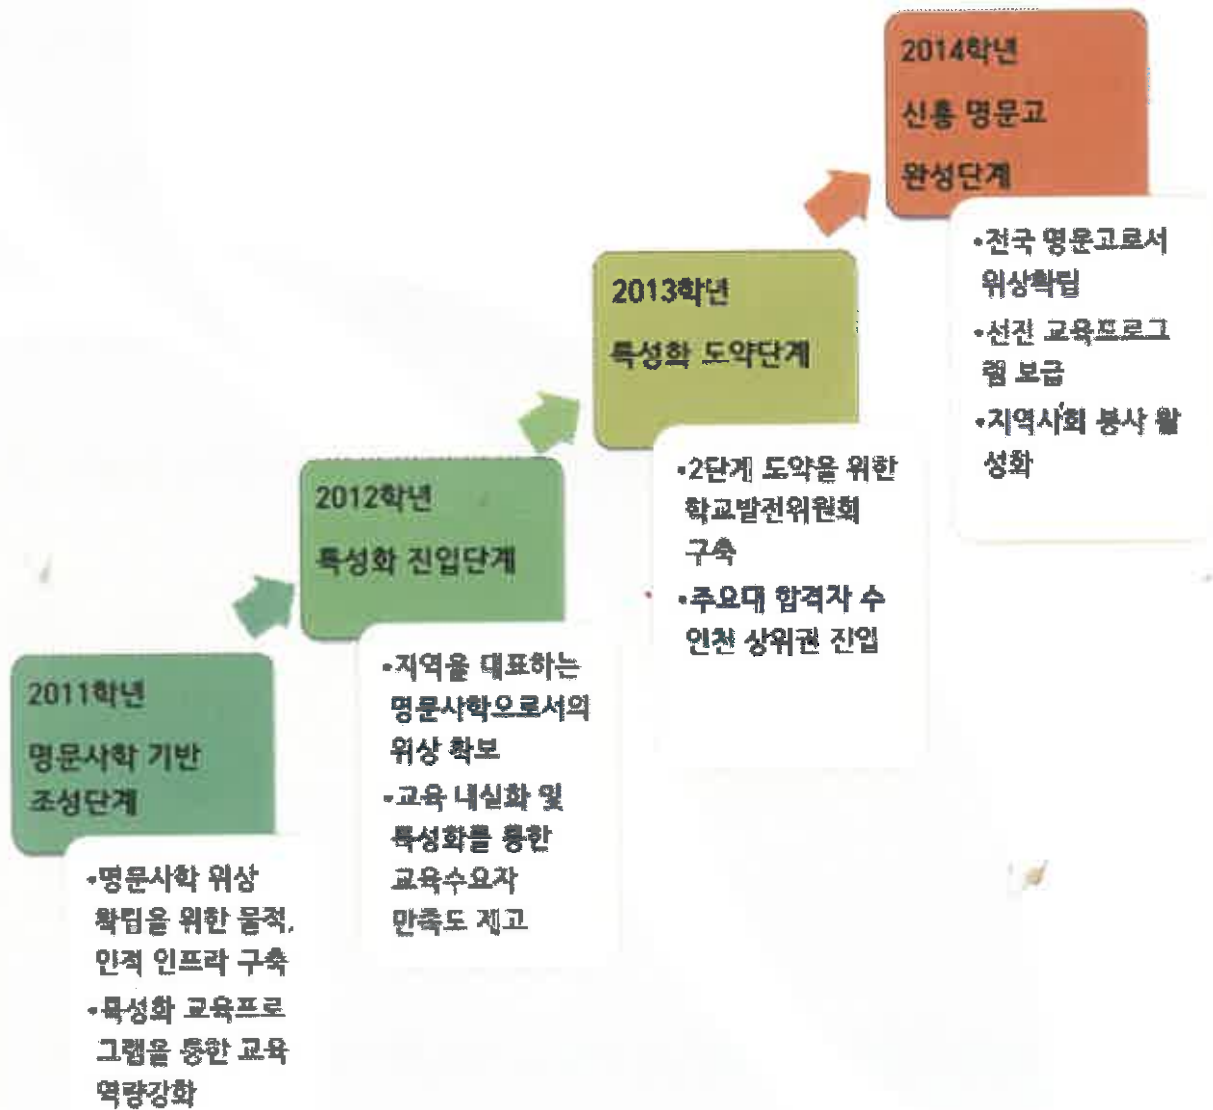 2011학년
명문사학 기반
조성단계
•명문사학 위상
확립을 위한 물적,
인적 인프라 구축
•특성화 교육프로
그램을 통한 교육
역량강화
2012학년
특성화 진입단계
•지역을 대표하는
명문사학으로서의
위상 확보
•교육 내실화 및
특성화를 통한
교육수요자
만족도 제고
2013학년
특성화 도약단계
•2단계 도약을 위한
학교발전위원회
구축
•주요대 합격자 수
인천 상위권 진입
2014학년
신흥 명문고
완성단계
•전국 명문고로서
위상확립
•선진 교육프로그
램 보급
•지역사회 봉사 활
성화